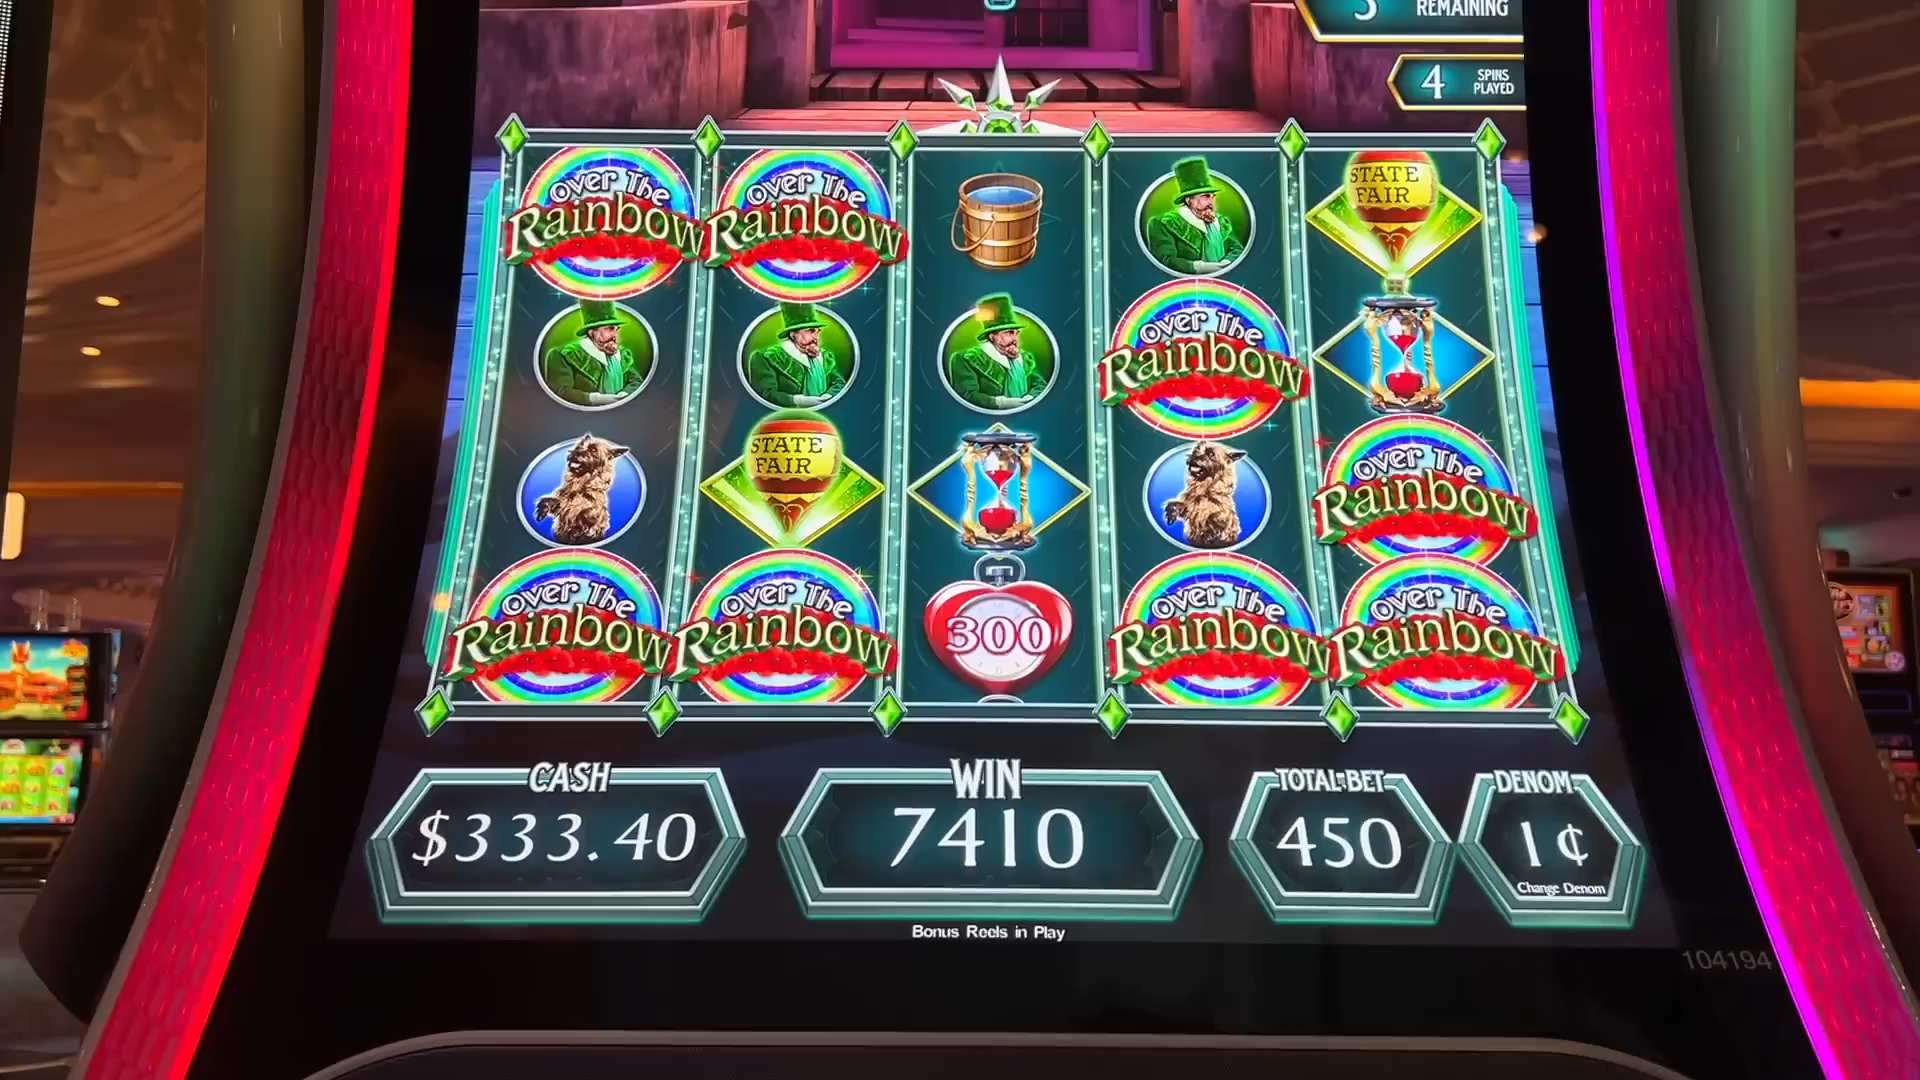 REMAINING
4 SPINS
PLAYED
OVER THE
RAINBOW
OVER THE
RAINBOW
STATE
FAIR
OVER THE
RAINBOW
STATE
FAIR
OVER THE
RAINBOW
OVER THE
RAINBOW
OVER THE
RAINBOW
300
OVER THE
RAINBOW
OVER THE
RAINBOW
CASH
$333.40
WIN
7410
TOTAL BET
450
DENOM
1¢
Change Denom
Bonus Reels in Play
104194